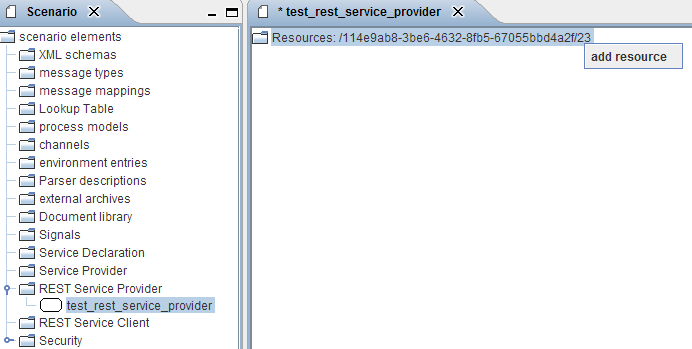 Scenario
scenario elements
XML schemas
message types
message mappings
Lookup Table
process models
channels
environment entries
Parser descriptions
external archives
Document library
Signals
Service Declaration
Service Provider
REST Service Provider
test_rest_service_provider
REST Service Client
Security
* test_rest_service_provider
Resources: /114e9ab8-3be6-4632-8fb5-67055bbd4a2f/23
add resource